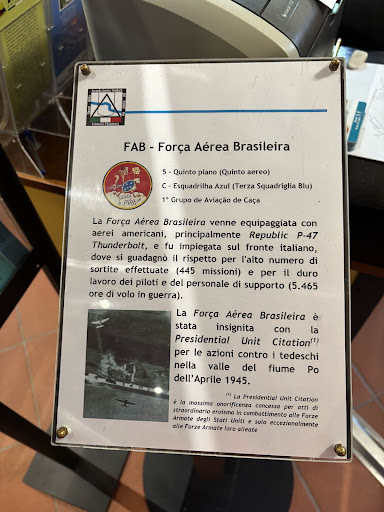 FAB - Força Aérea Brasileira
5 - Quinto piano (Quinto aereo)
C - Esquadrilha Azul (Terza Squadriglia Blu)
1° Grupo de Aviação de Caça
La Força Aérea Brasileira venne equipaggiata con
aerei americani, principalmente Republic P-47
Thunderbolt, e fu impiegata sul fronte italiano,
dove si guadagnò il rispetto per l'alto numero di
sortite effettuate (445 missioni) e per il duro
lavoro dei piloti e del personale di supporto (5.465
ore di volo in guerra).
La Força Aérea Brasileira è
stata insignita con la
Presidential Unit Citation(1)
per le azioni contro i tedeschi
nella valle del fiume Po
dell'Aprile 1945.
(1) La Presidential Unit Citation
è la massima onorificenza concessa per atti di
straordinario eroismo in combattimento alle Forze
Armate degli Stati Uniti e solo eccezionalmente
alle Forze Armate loro alleate